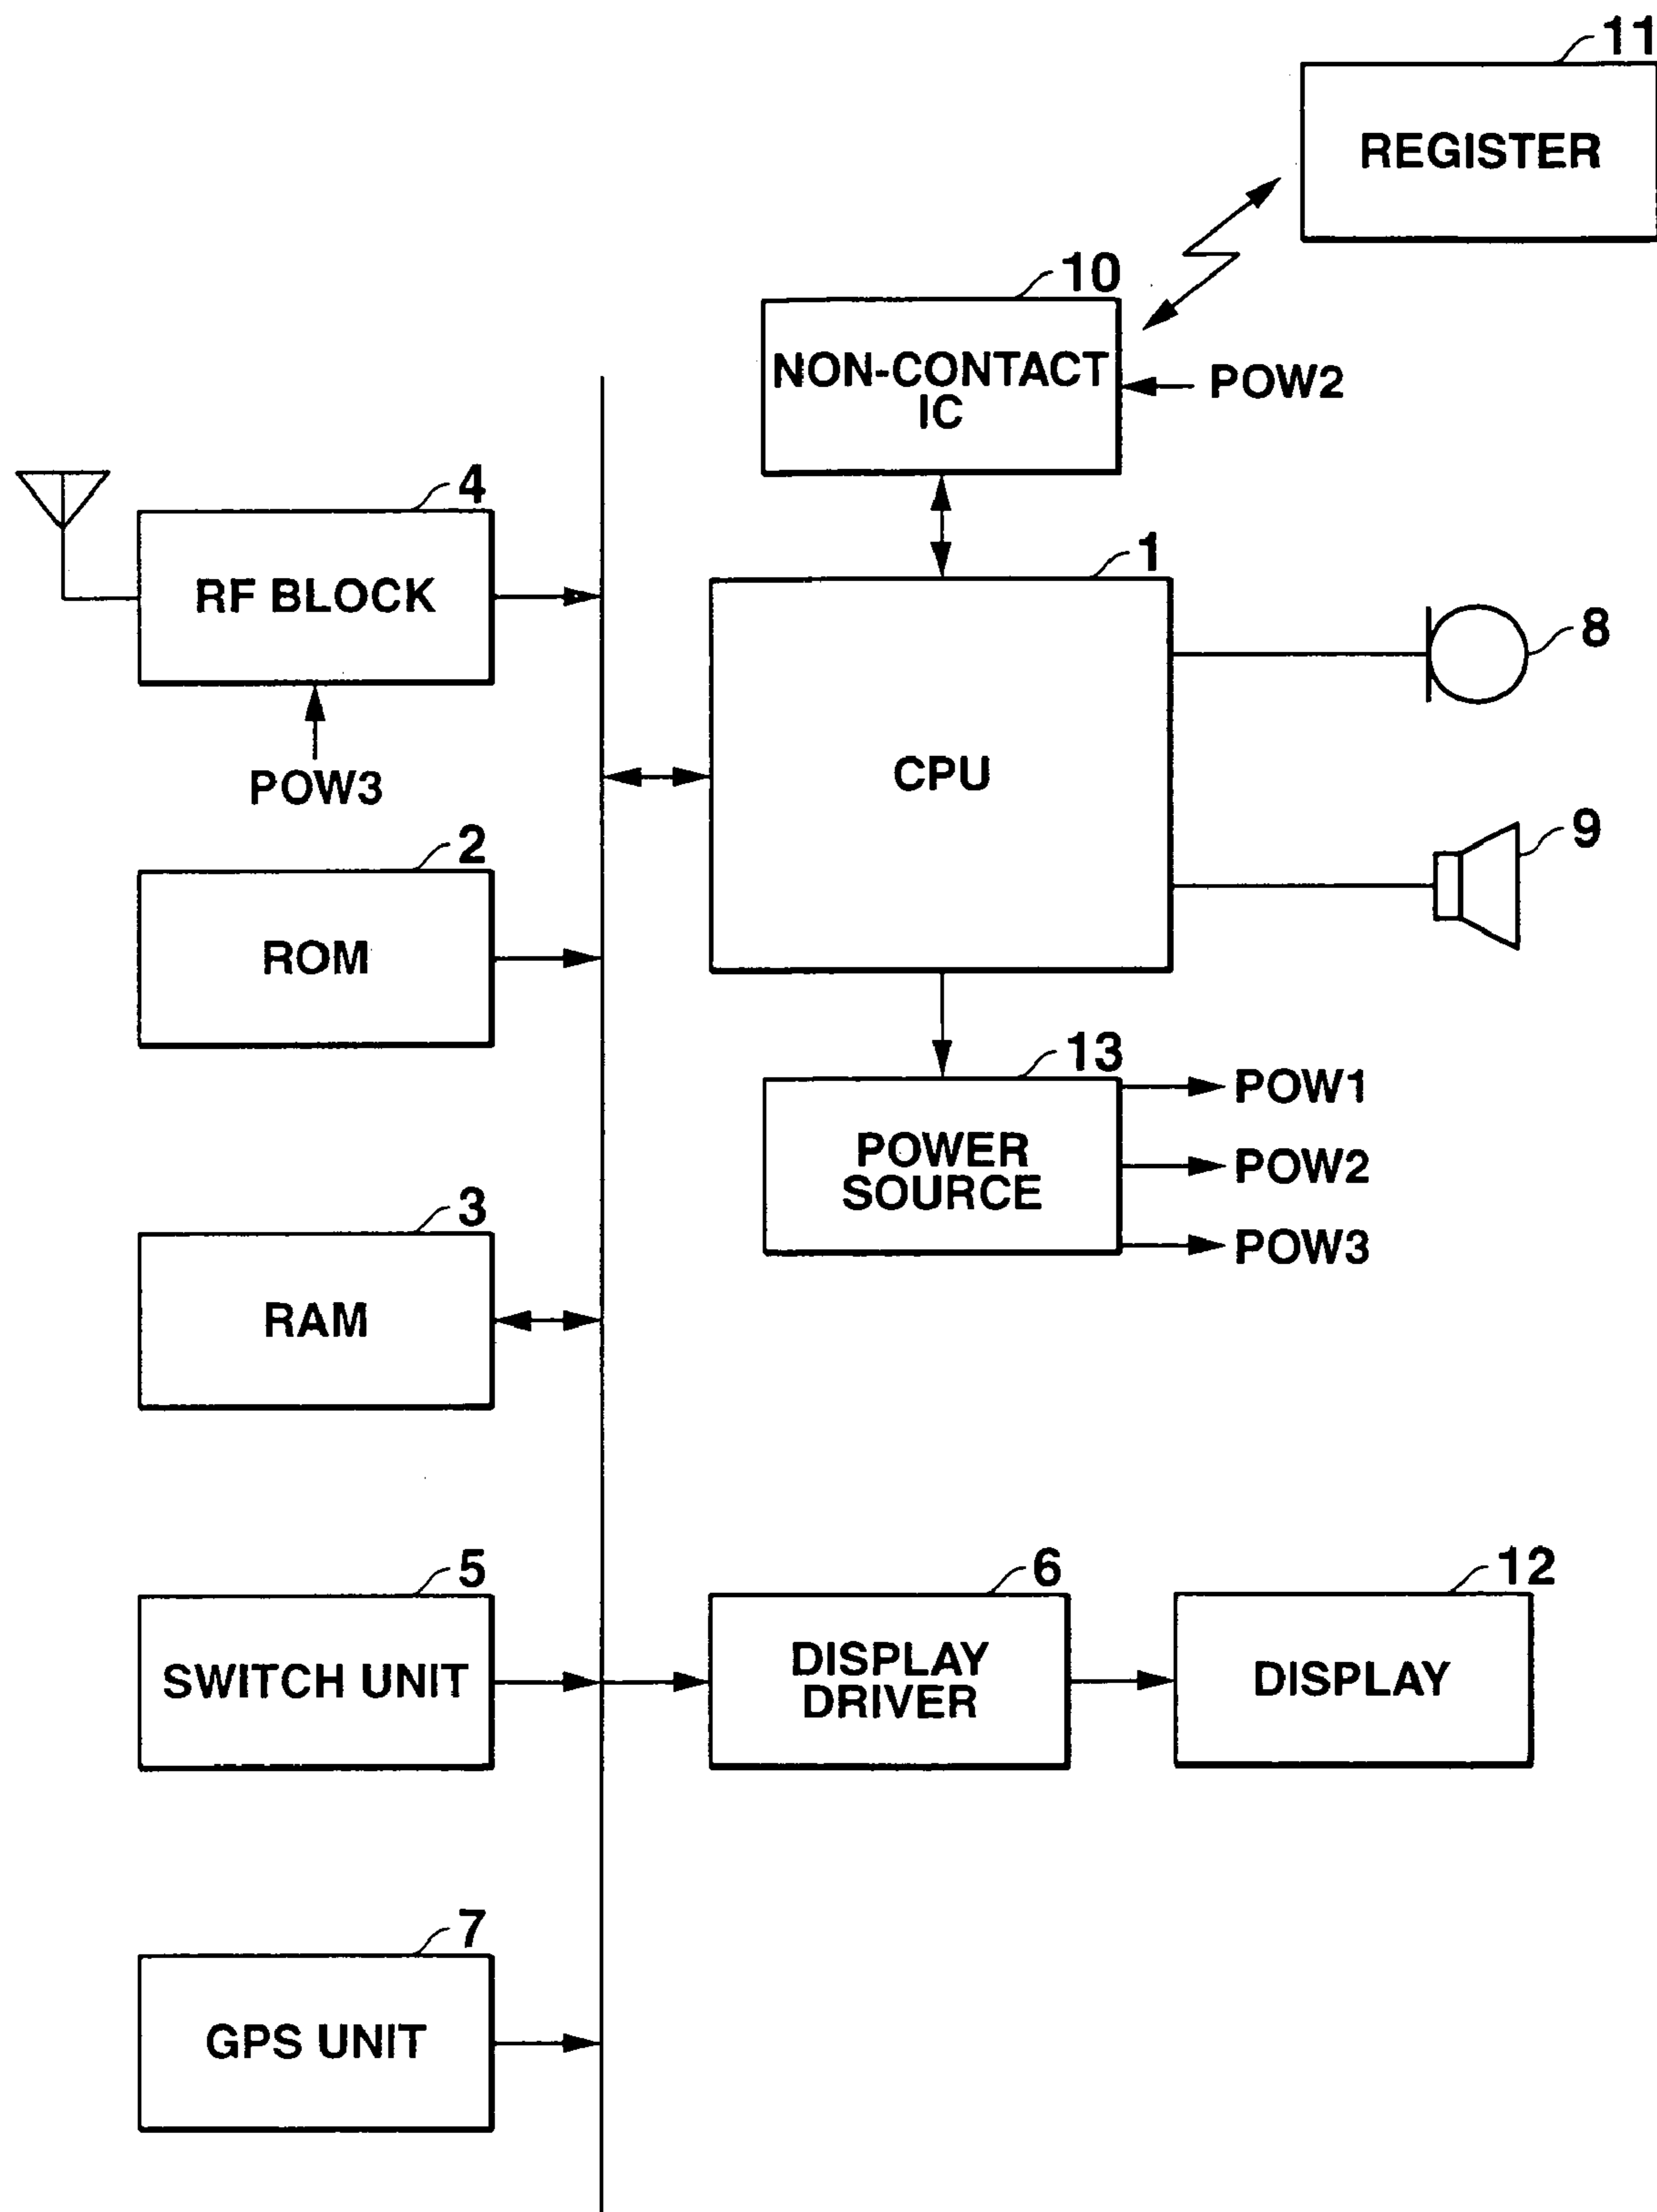 11
REGISTER
10
NON-CONTACT
IC
POW2
4
RF BLOCK
POW3
1
CPU
8
9
2
ROM
13
POWER
SOURCE
POW1
POW2
POW3
3
RAM
5
SWITCH UNIT
6
DISPLAY
DRIVER
12
DISPLAY
7
GPS UNIT